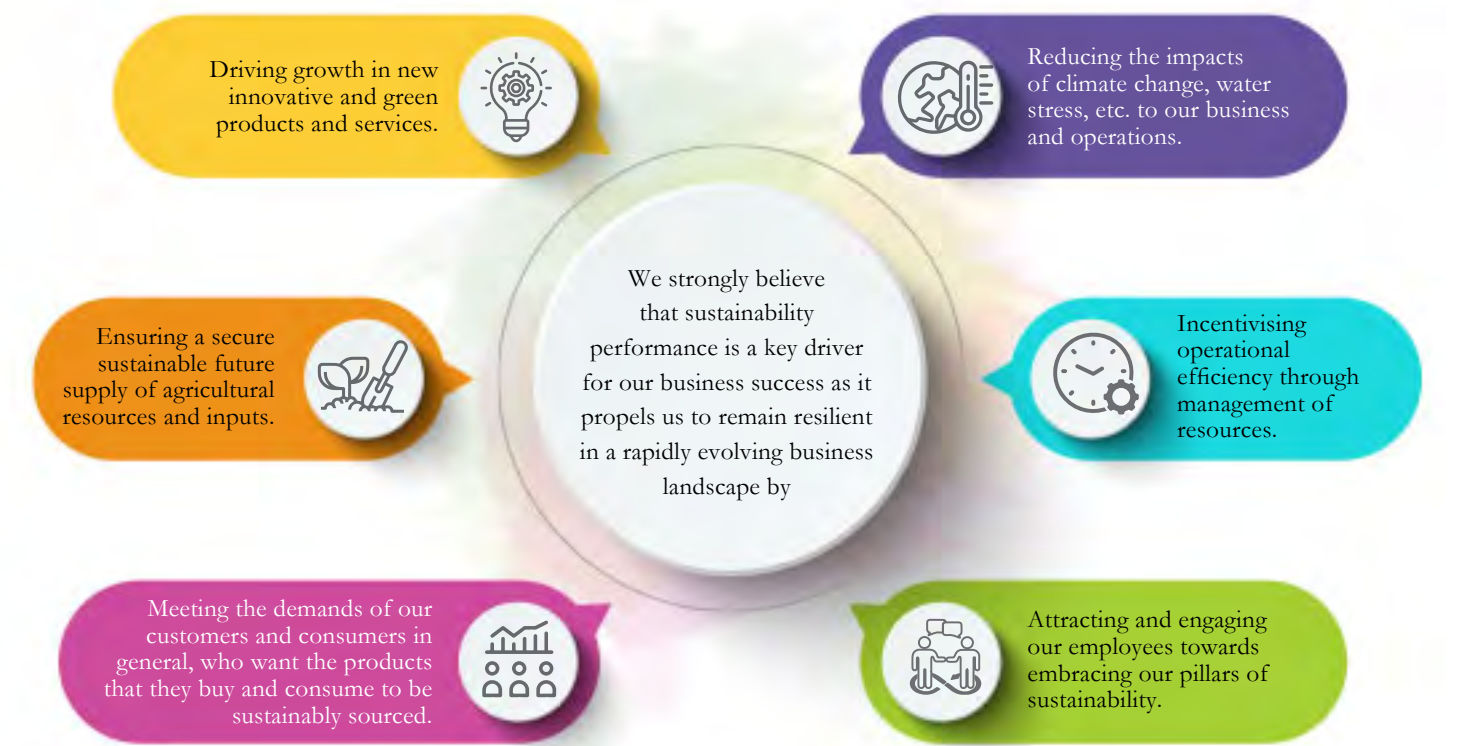 Driving growth in new
innovative and green
products and services.
Reducing the impacts
of climate change, water
stress, etc. to our business
and operations.
We strongly believe
that sustainability
performance is a key driver
for our business success as it
propels us to remain resilient
in a rapidly evolving business
landscape by
Ensuring a secure
sustainable future
supply of agricultural
resources and inputs.
Incentivising
operational
efficiency through
management of
resources.
Meeting the demands of our
customers and consumers in
general, who want the products
that they buy and consume to be
sustainably sourced.
Attracting and engaging
our employees towards
embracing our pillars of
sustainability.